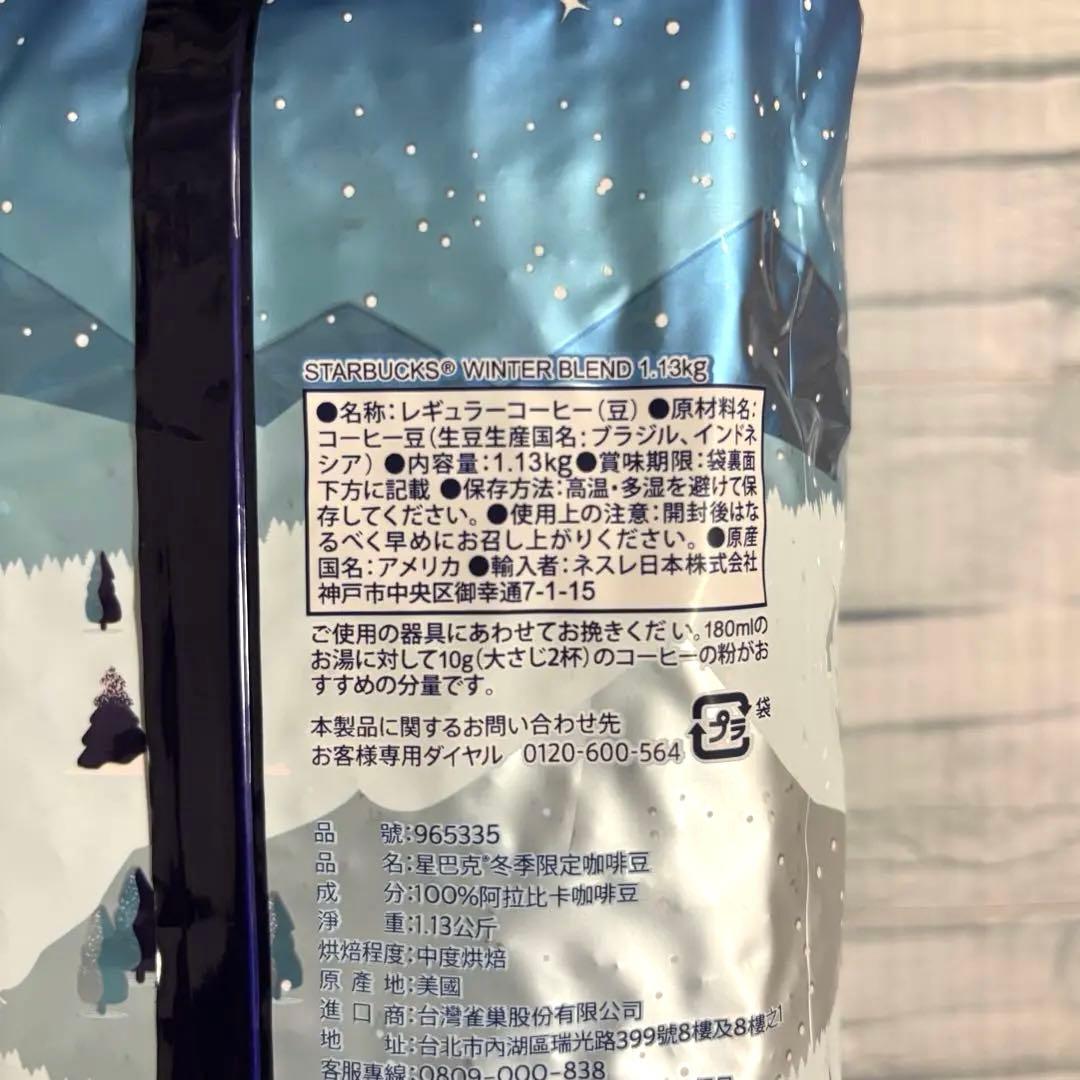 STARBUCKS® WINTER BLEND 1.13kg
●名称：レギュラーコーヒー（豆） ●原材料名：
コーヒー豆（生豆生産国名：ブラジル、インドネ
シア） ●内容量：1.13kg●賞味期限：袋裏面
下方に記載 ●保存方法：高温・多湿を避けて保
存してください。 ●使用上の注意：開封後はな
るべく早めにお召し上がりください。 ●原産
国名：アメリカ ●輸入者：ネスレ日本株式会社
神戸市中央区御幸通7-1-15
ご使用の器具にあわせてお挽きくだ い。180mlの
お湯に対して10g（大さじ2杯）のコーヒーの粉がお
すすめの分量です。
本製品に関するお問い合わせ先
お客様専用ダイヤル 0120-600-564
プラ 袋
品 號：965335
品 名：星巴克®冬季限定咖啡豆
成 分：100%阿拉比卡咖啡豆
淨 重：1.13公斤
烘焙程度：中度烘焙
原 產 地：美國
進 口 商：台灣雀巢股份有限公司
地 址：台北市內湖區瑞光路399號8樓及8樓之1
客服專線：0809-000-838